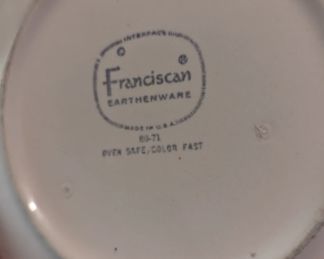 © INTERPACE
Franciscan ®
EARTHENWARE
MADE IN U.S.A.
OVEN SAFE, COLOR FAST